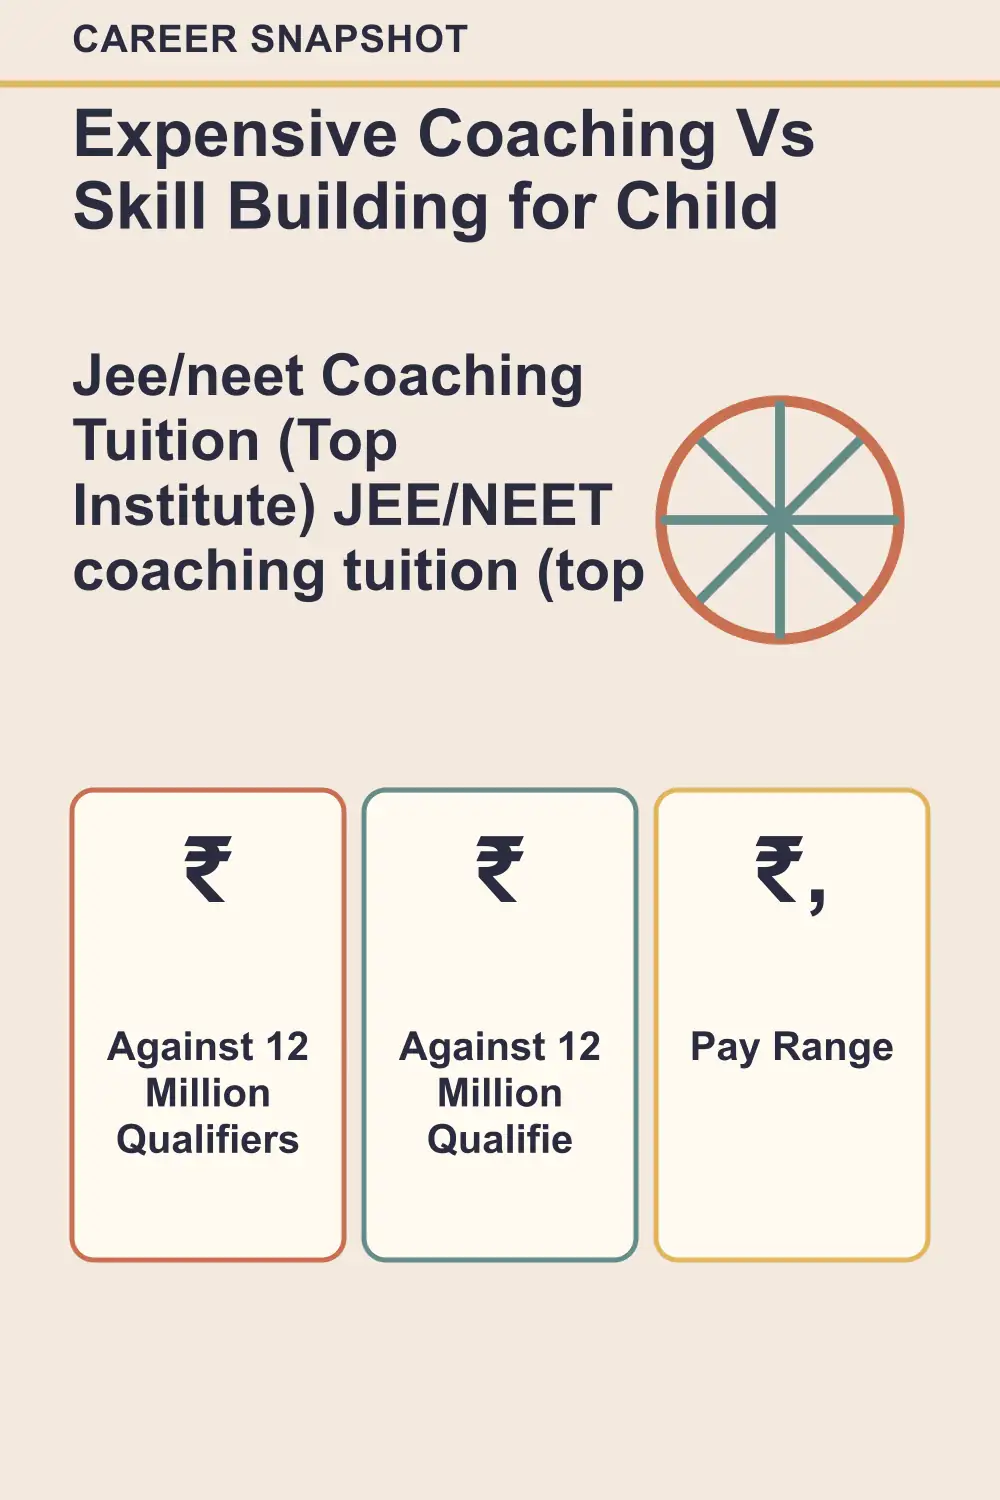 CAREER SNAPSHOT
Expensive Coaching Vs
Skill Building for Child
Jee/neet Coaching
Tuition (Top
Institute) JEE/NEET
coaching tuition (top
₹
Against 12
Million
Qualifiers
₹
Against 12
Million
Qualifie
₹,
Pay Range